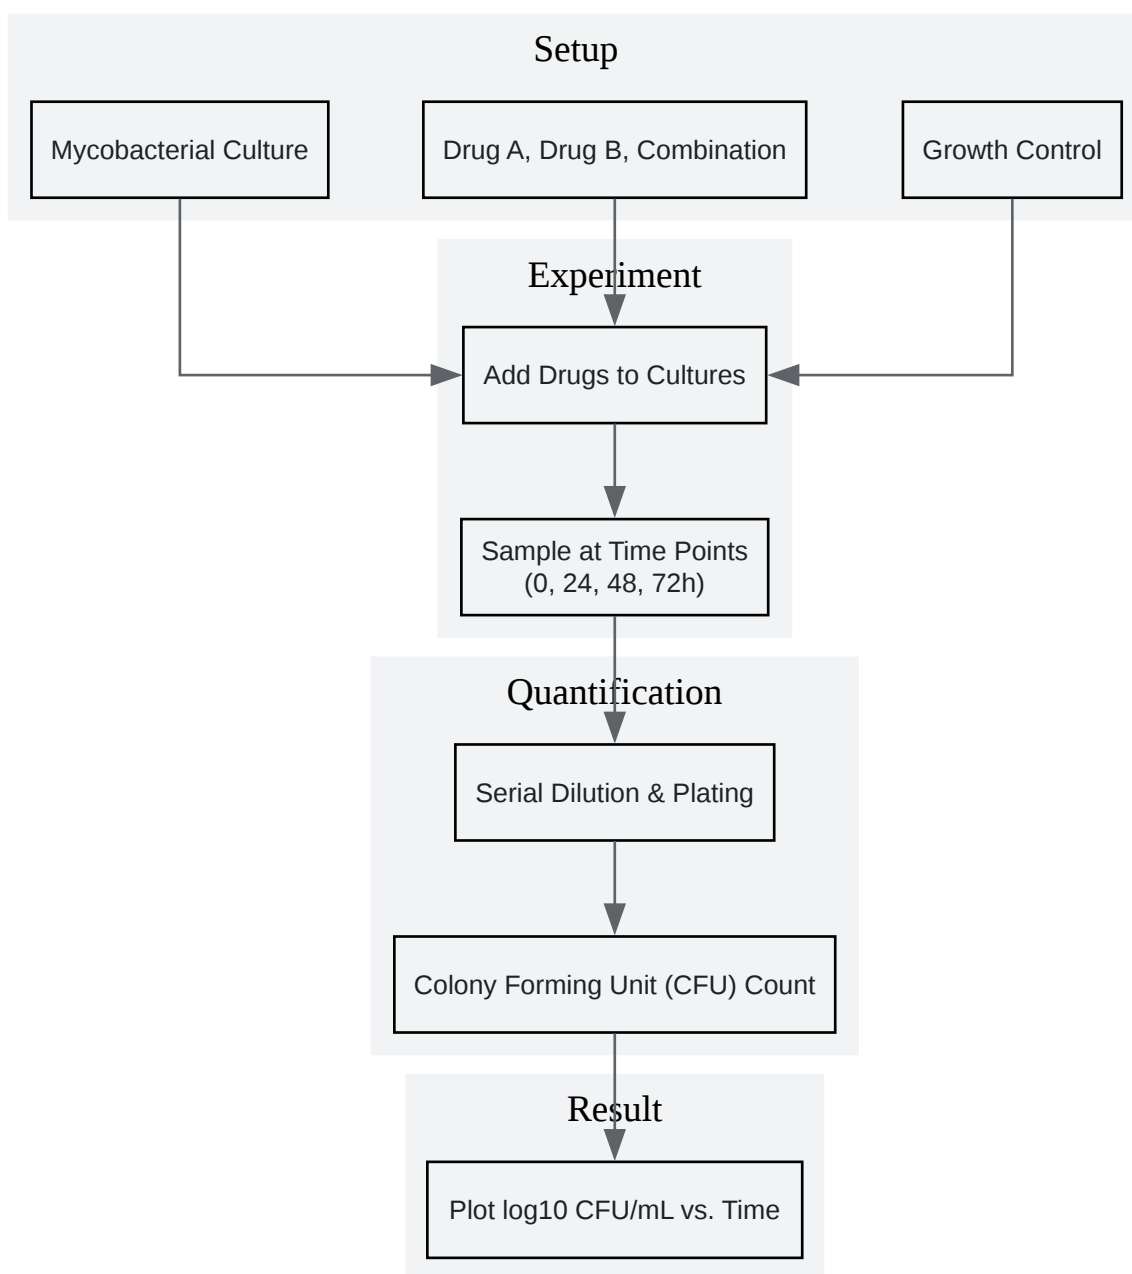 Setup
Mycobacterial Culture
Drug A, Drug B, Combination
Growth Control
Experiment
Add Drugs to Cultures
Sample at Time Points
(0, 24, 48, 72h)
Quantification
Serial Dilution & Plating
Colony Forming Unit (CFU) Count
Result
Plot log10 CFU/mL vs. Time